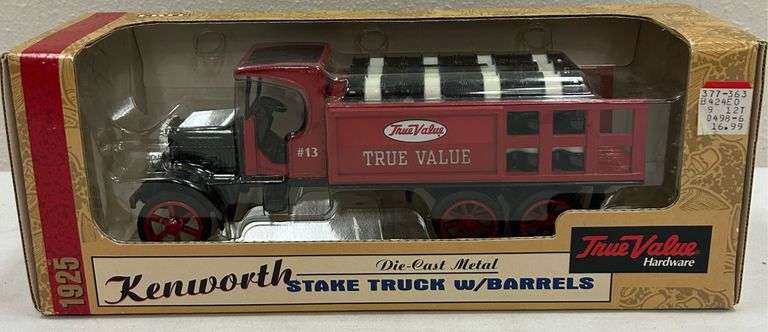 377-363
B424E0
9 12T
0498-6
16.99
True Value
TRUE VALUE
#13
1925
Kenworth
Die-Cast Metal
STAKE TRUCK W/BARRELS
True Value
Hardware